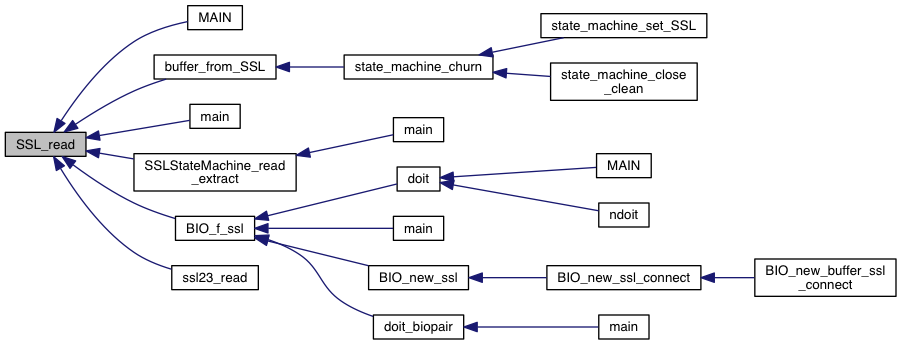 MAIN
state_machine_set_SSL
buffer_from_SSL
state_machine_churn
state_machine_close
_clean
main
SSL_read
main
SSLStateMachine_read
_extract
MAIN
doit
ndoit
BIO_f_ssl
main
ssl23_read
BIO_new_ssl
BIO_new_ssl_connect
BIO_new_buffer_ssl
_connect
doit_biopair
main